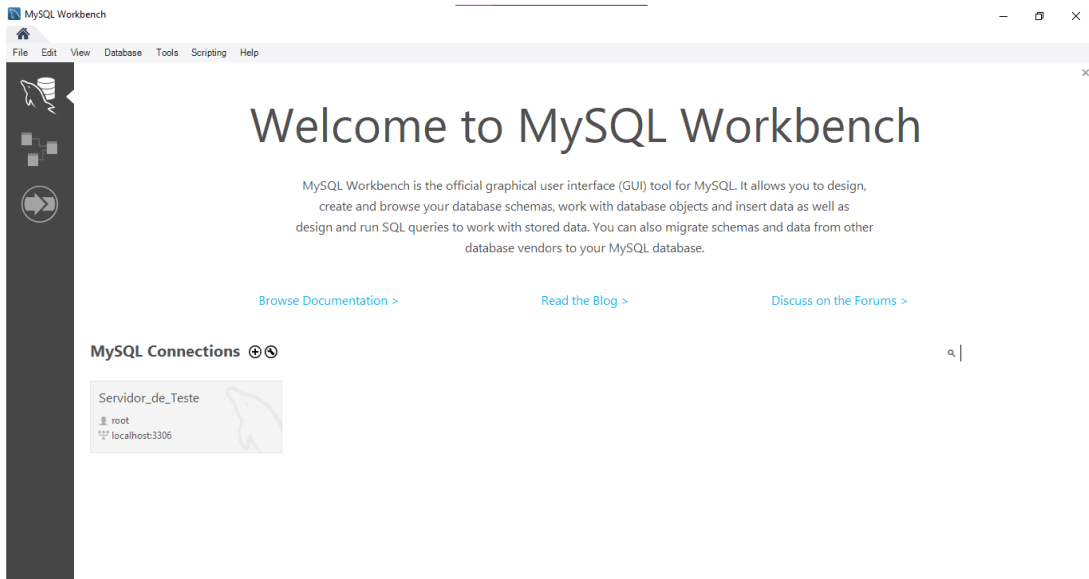 MySQL Workbench
File Edit View Database Tools Scripting Help
Welcome to MySQL Workbench
MySQL Workbench is the official graphical user interface (GUI) tool for MySQL. It allows you to design,
create and browse your database schemas, work with database objects and insert data as well as
design and run SQL queries to work with stored data. You can also migrate schemas and data from other
database vendors to your MySQL database.
Browse Documentation > Read the Blog > Discuss on the Forums >
MySQL Connections
Servidor_de_Teste
root
localhost:3306